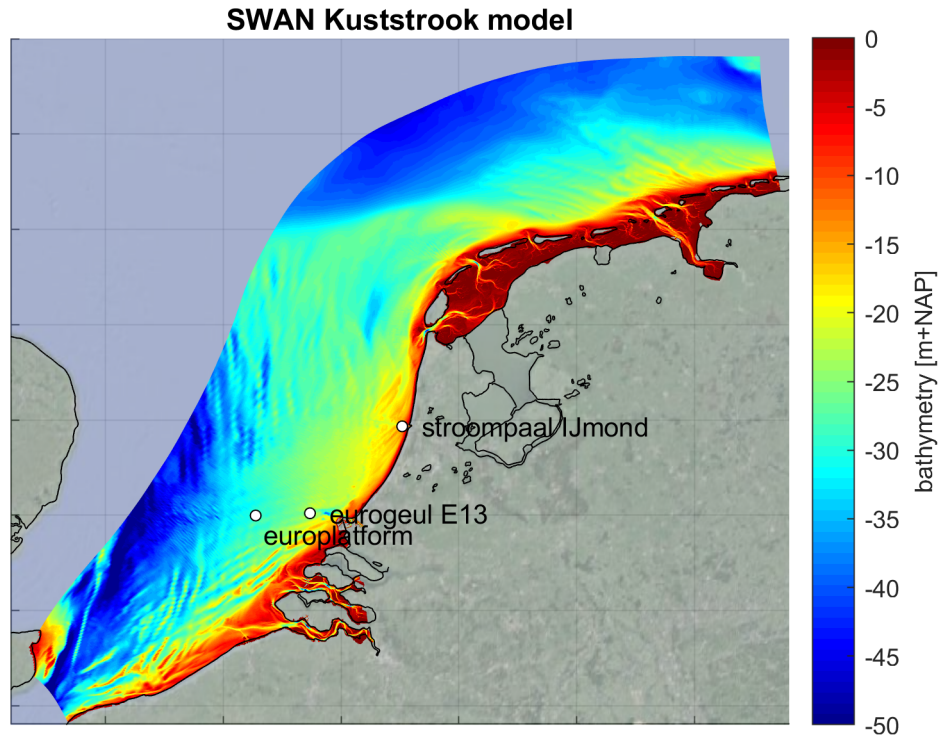 SWAN Kuststrook model
0
-5
-10
-15
-20
-25
-30
-35
-40
-45
-50
bathymetry [m+NAP]
stroompaal IJmond
eurogeul E13
europlatform